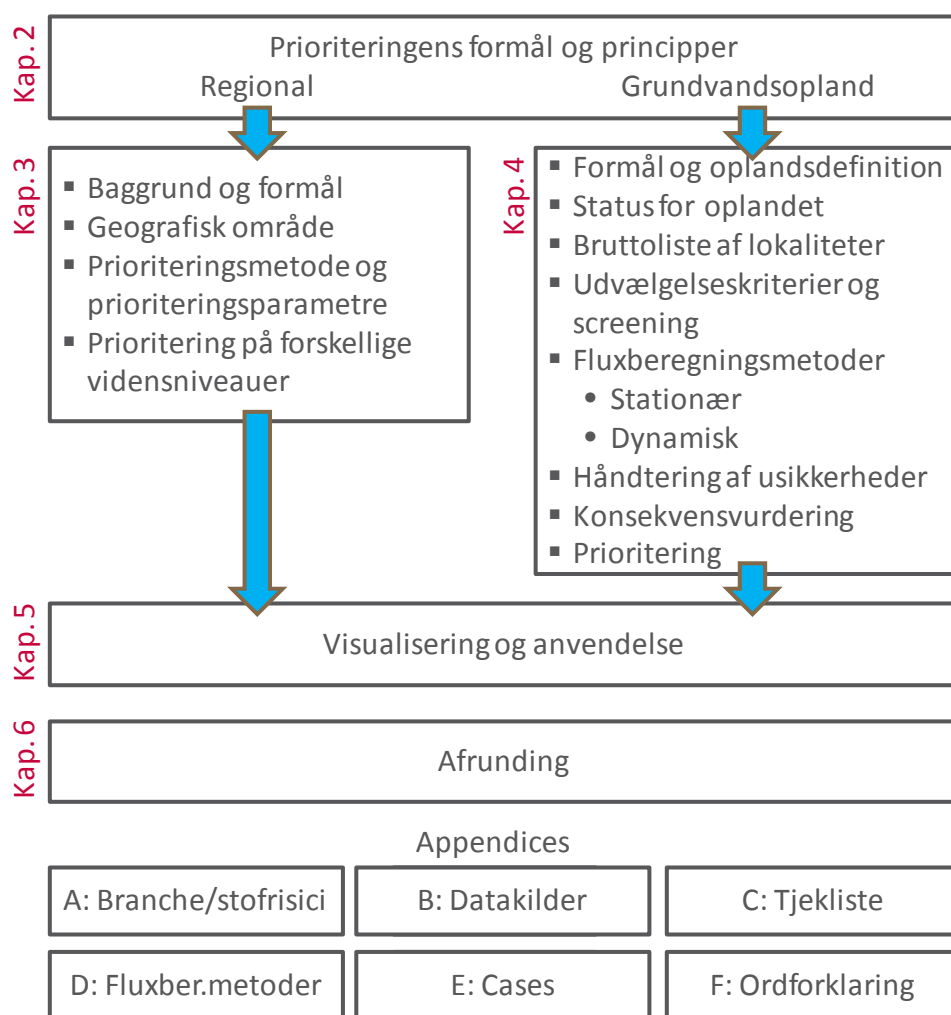 Kap. 2
Prioriteringens formål og principper
Regional
Grundvandsopland
Kap. 3
▪ Baggrund og formål
▪ Geografisk område
▪ Prioriteringsmetode og
prioriteringsparametre
▪ Prioritering på forskellige
vidensniveauer
Kap. 4
▪ Formål og oplandsdefinition
▪ Status for oplandet
▪ Bruttoliste af lokaliteter
▪ Udvælgelseskriterier og
screening
▪ Fluxberegningsmetoder
• Stationær
• Dynamisk
▪ Håndtering af usikkerheder
▪ Konsekvensvurdering
▪ Prioritering
Kap. 5
Visualisering og anvendelse
Kap. 6
Afrunding
Appendices
A: Branche/stofrisici
B: Datakilder
C: Tjekliste
D: Fluxber.metoder
E: Cases
F: Ordforklaring